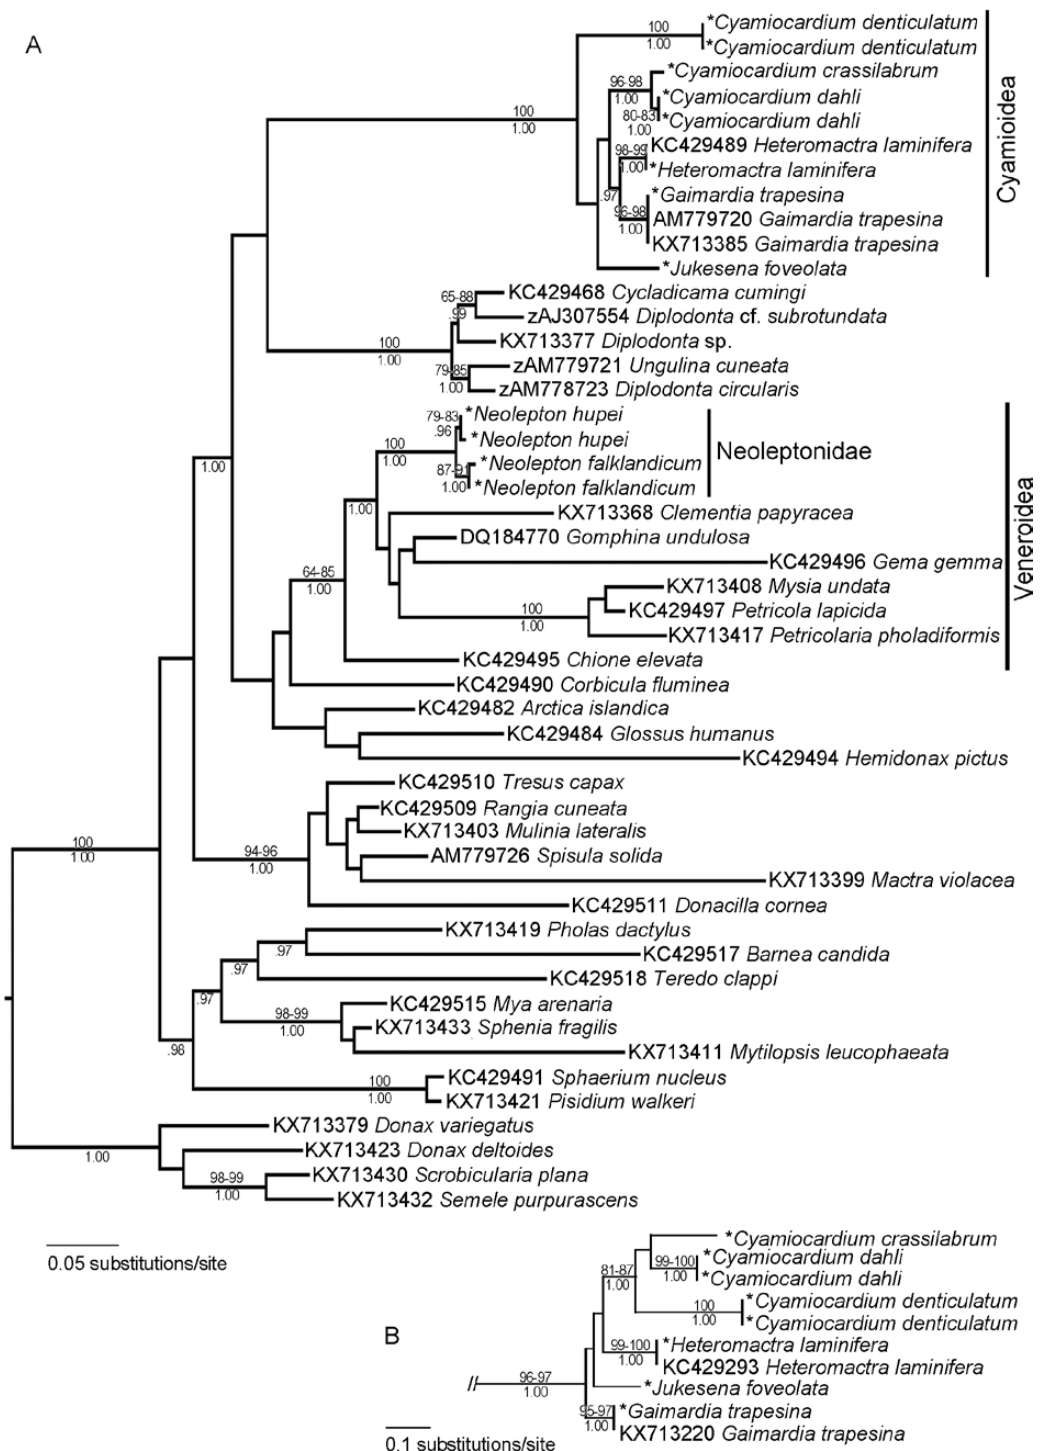 A
*Cyamiocardium denticulatum
100
1.00
*Cyamiocardium denticulatum
*Cyamiocardium crassilabrum
96-98
1.00
*Cyamiocardium dahli
80-83
1.00
*Cyamiocardium dahli
100
1.00
KC429489 Heteromactra laminifera
98-99
1.00
*Heteromactra laminifera
.97
*Gaimardia trapesina
96-98
1.00
AM779720 Gaimardia trapesina
KX713385 Gaimardia trapesina
*Jukesena foveolata
Cyamioidea
65-88
.99
KC429468 Cycladicama cumingi
zAJ307554 Diplodonta cf. subrotundata
100
1.00
KX713377 Diplodonta sp.
79-85
1.00
zAM779721 Ungulina cuneata
zAM778723 Diplodonta circularis
79-83
.96
*Neolepton hupei
*Neolepton hupei
100
1.00
87-91
1.00
*Neolepton falklandicum
*Neolepton falklandicum
Neoleptonidae
1.00
1.00
KX713368 Clementia papyracea
DQ184770 Gomphina undulosa
KC429496 Gema gemma
64-85
1.00
KX713408 Mysia undata
100
1.00
KC429497 Petricola lapicida
KX713417 Petricolaria pholadiformis
KC429495 Chione elevata
Veneroidea
KC429490 Corbicula fluminea
KC429482 Arctica islandica
KC429484 Glossus humanus
KC429494 Hemidonax pictus
KC429510 Tresus capax
KC429509 Rangia cuneata
KX713403 Mulinia lateralis
100
1.00
94-96
1.00
AM779726 Spisula solida
KX713399 Mactra violacea
KC429511 Donacilla cornea
KX713419 Pholas dactylus
.97
KC429517 Barnea candida
.97
KC429518 Teredo clappi
.97
KC429515 Mya arenaria
98-99
1.00
KX713433 Sphenia fragilis
.98
KX713411 Mytilopsis leucophaeata
KC429491 Sphaerium nucleus
100
1.00
KX713421 Pisidium walkeri
KX713379 Donax variegatus
1.00
KX713423 Donax deltoides
98-99
1.00
KX713430 Scrobicularia plana
KX713432 Semele purpurascens
0.05 substitutions/site
B
*Cyamiocardium crassilabrum
99-100
1.00
*Cyamiocardium dahli
81-87
1.00
*Cyamiocardium dahli
100
*Cyamiocardium denticulatum
1.00
*Cyamiocardium denticulatum
99-100
1.00
*Heteromactra laminifera
KC429293 Heteromactra laminifera
//
96-97
1.00
*Jukesena foveolata
95-97
1.00
*Gaimardia trapesina
KX713220 Gaimardia trapesina
0.1 substitutions/site